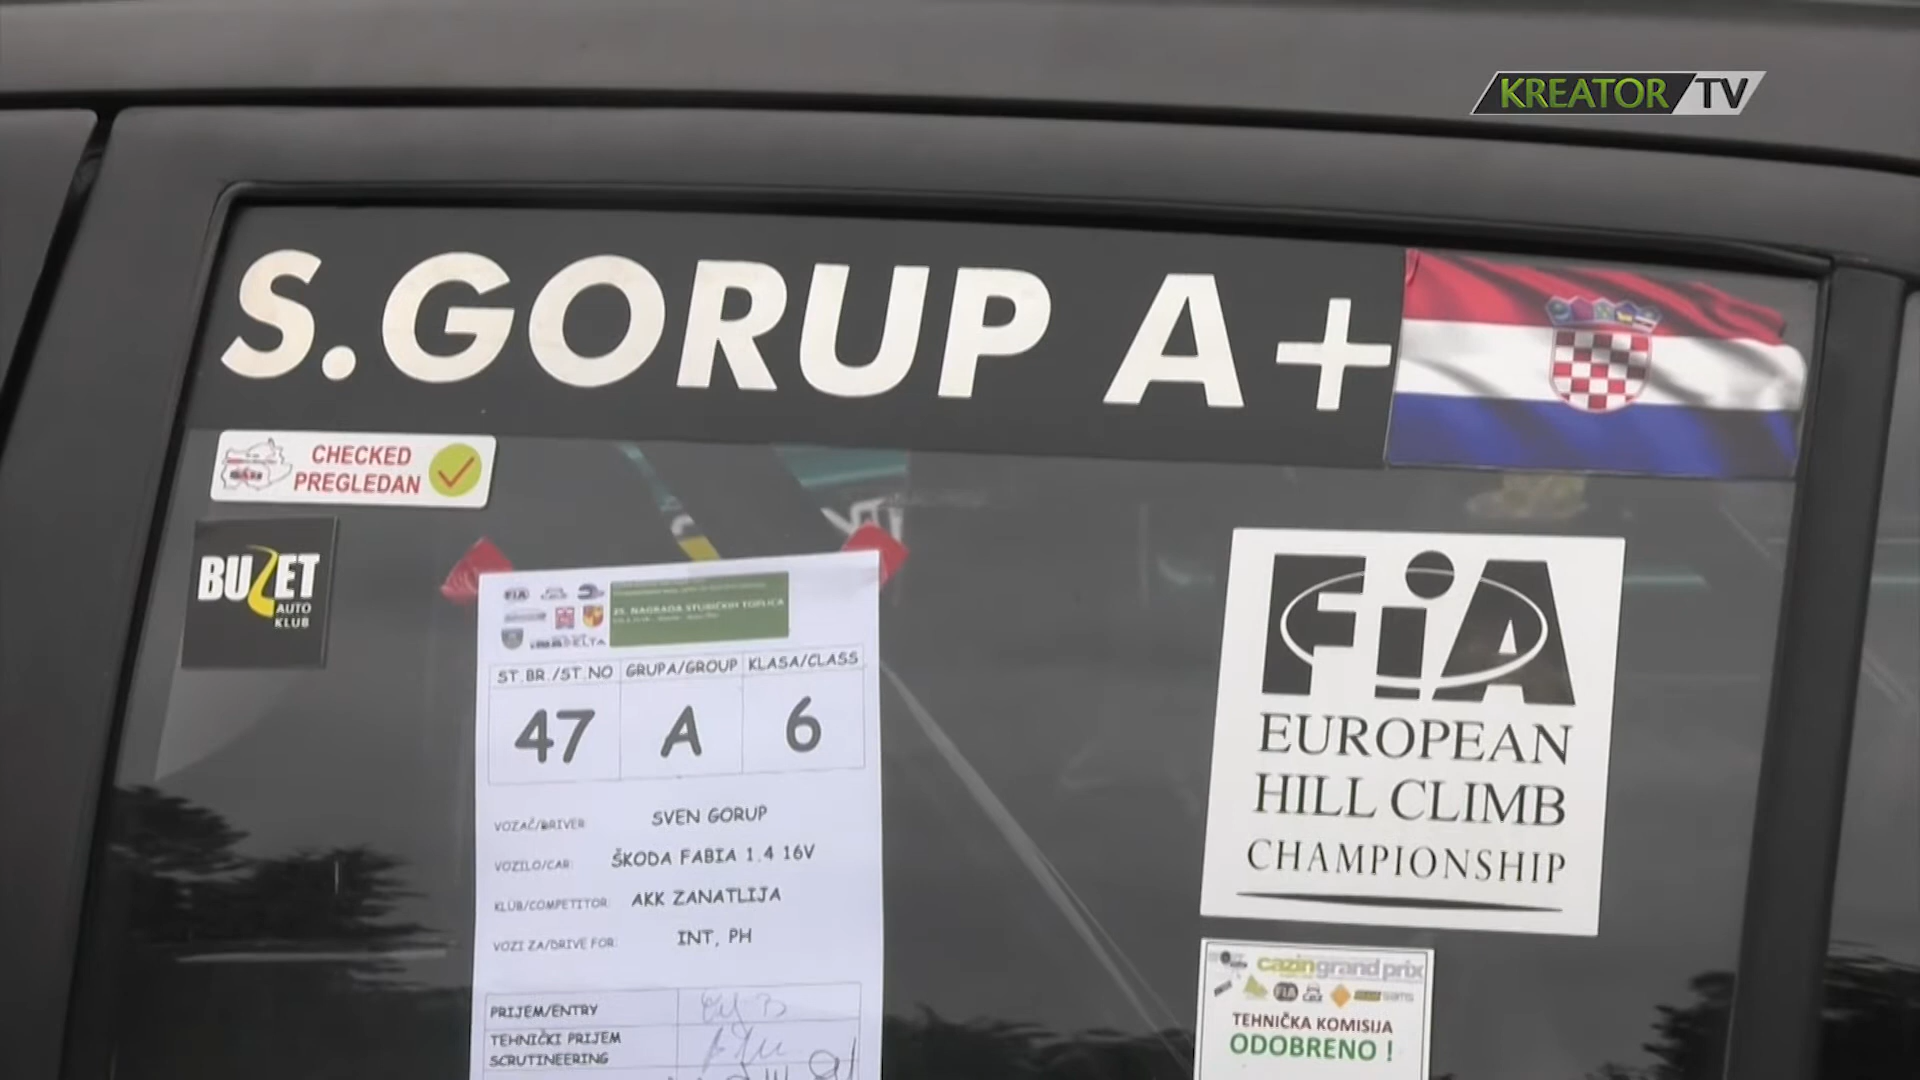 KREATOR TV
S.GORUP A+
CHECKED
PREGLEDAN
BUZET
AUTO
KLUB
FIA
25. NAGRADA STUBIČKIH TOPLICA
ST.BR./ST.NO GRUPA/GROUP KLASA/CLASS
47 A 6
VOZAČ/DRIVER: SVEN GORUP
VOZILO/CAR: ŠKODA FABIA 1.4 16V
KLUB/COMPETITOR: AKK ZANATLIJA
VOZI ZA/DRIVE FOR: INT, PH
PRIJEM/ENTRY
TEHNIČKI PRIJEM
SCRUTINEERING
FiA
EUROPEAN
HILL CLIMB
CHAMPIONSHIP
cazingrand prix
FIA
TEHNIČKA KOMISIJA
ODOBRENO !